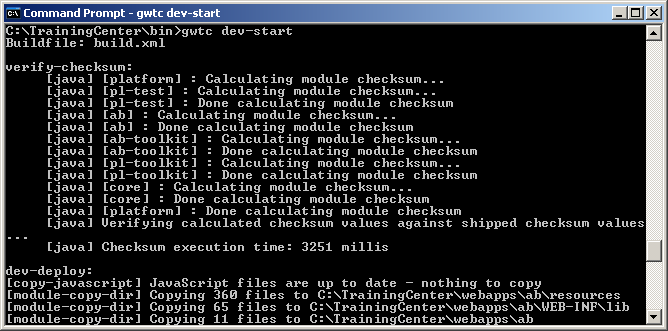 Command Prompt - gwtc dev-start
C:\TrainingCenter\bin>gwtc dev-start
Buildfile: build.xml
verify-checksum:
[java] [platform] : Calculating module checksum...
[java] [pl-test] : Calculating module checksum...
[java] [pl-test] : Done calculating module checksum
[java] [ab] : Calculating module checksum...
[java] [ab] : Done calculating module checksum
[java] [ab-toolkit] : Calculating module checksum...
[java] [ab-toolkit] : Done calculating module checksum
[java] [pl-toolkit] : Calculating module checksum...
[java] [pl-toolkit] : Done calculating module checksum
[java] [core] : Calculating module checksum...
[java] [core] : Done calculating module checksum
[java] [platform] : Done calculating module checksum
[java] Verifying calculated checksum values against shipped checksum values
...
[java] Checksum execution time: 3251 millis
dev-deploy:
[copy-javascript] JavaScript files are up to date - nothing to copy
[module-copy-dir] Copying 360 files to C:\TrainingCenter\webapps\ab\resources
[module-copy-dir] Copying 65 files to C:\TrainingCenter\webapps\ab\WEB-INF\lib
[module-copy-dir] Copying 11 files to C:\TrainingCenter\webapps\ab